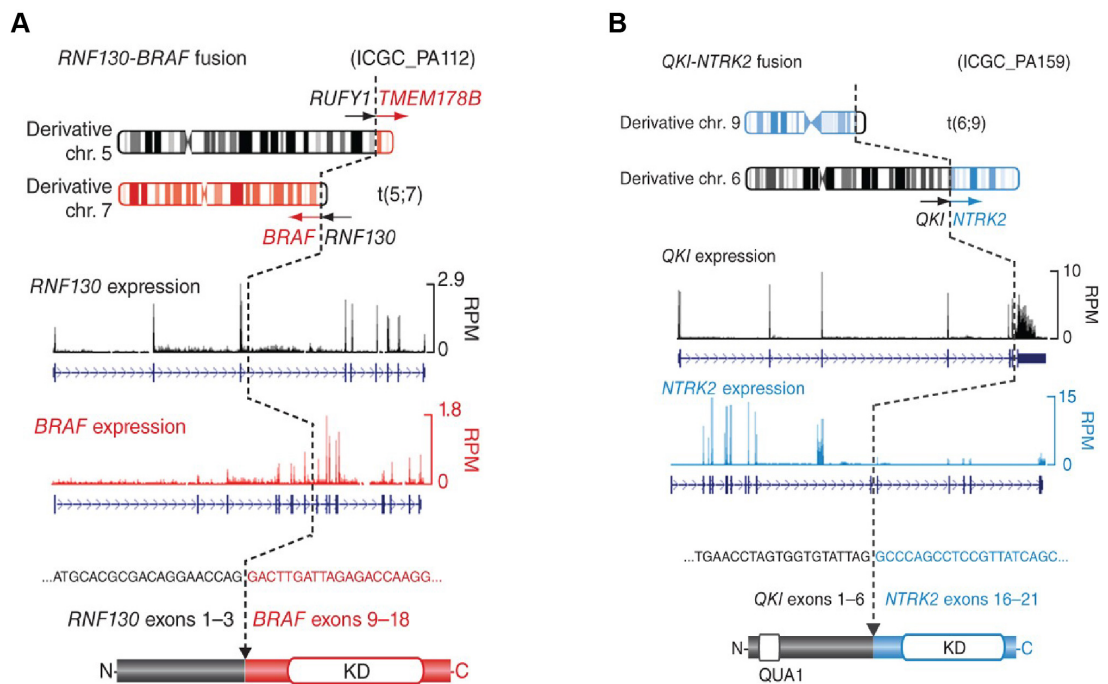 A
RNF130-BRAF fusion
(ICGC_PA112)
RUFY1
TMEM178B
Derivative
chr. 5
Derivative
chr. 7
t(5;7)
BRAF
RNF130
RNF130 expression
2.9
0
RPM
BRAF expression
1.8
0
RPM
...ATGCACGCGACAGGAACCAG GACTTGATTAGAGACCAAGG...
RNF130 exons 1–3
BRAF exons 9–18
N-
KD
-C
B
QKI-NTRK2 fusion
(ICGC_PA159)
Derivative chr. 9
t(6;9)
Derivative chr. 6
QKI
NTRK2
QKI expression
10
0
RPM
NTRK2 expression
15
0
RPM
...TGAACCTAGTGGTGTATTAG GCCCAGCCTCCGTTATCAGC...
QKI exons 1–6
NTRK2 exons 16–21
N-
KD
-C
QUA1